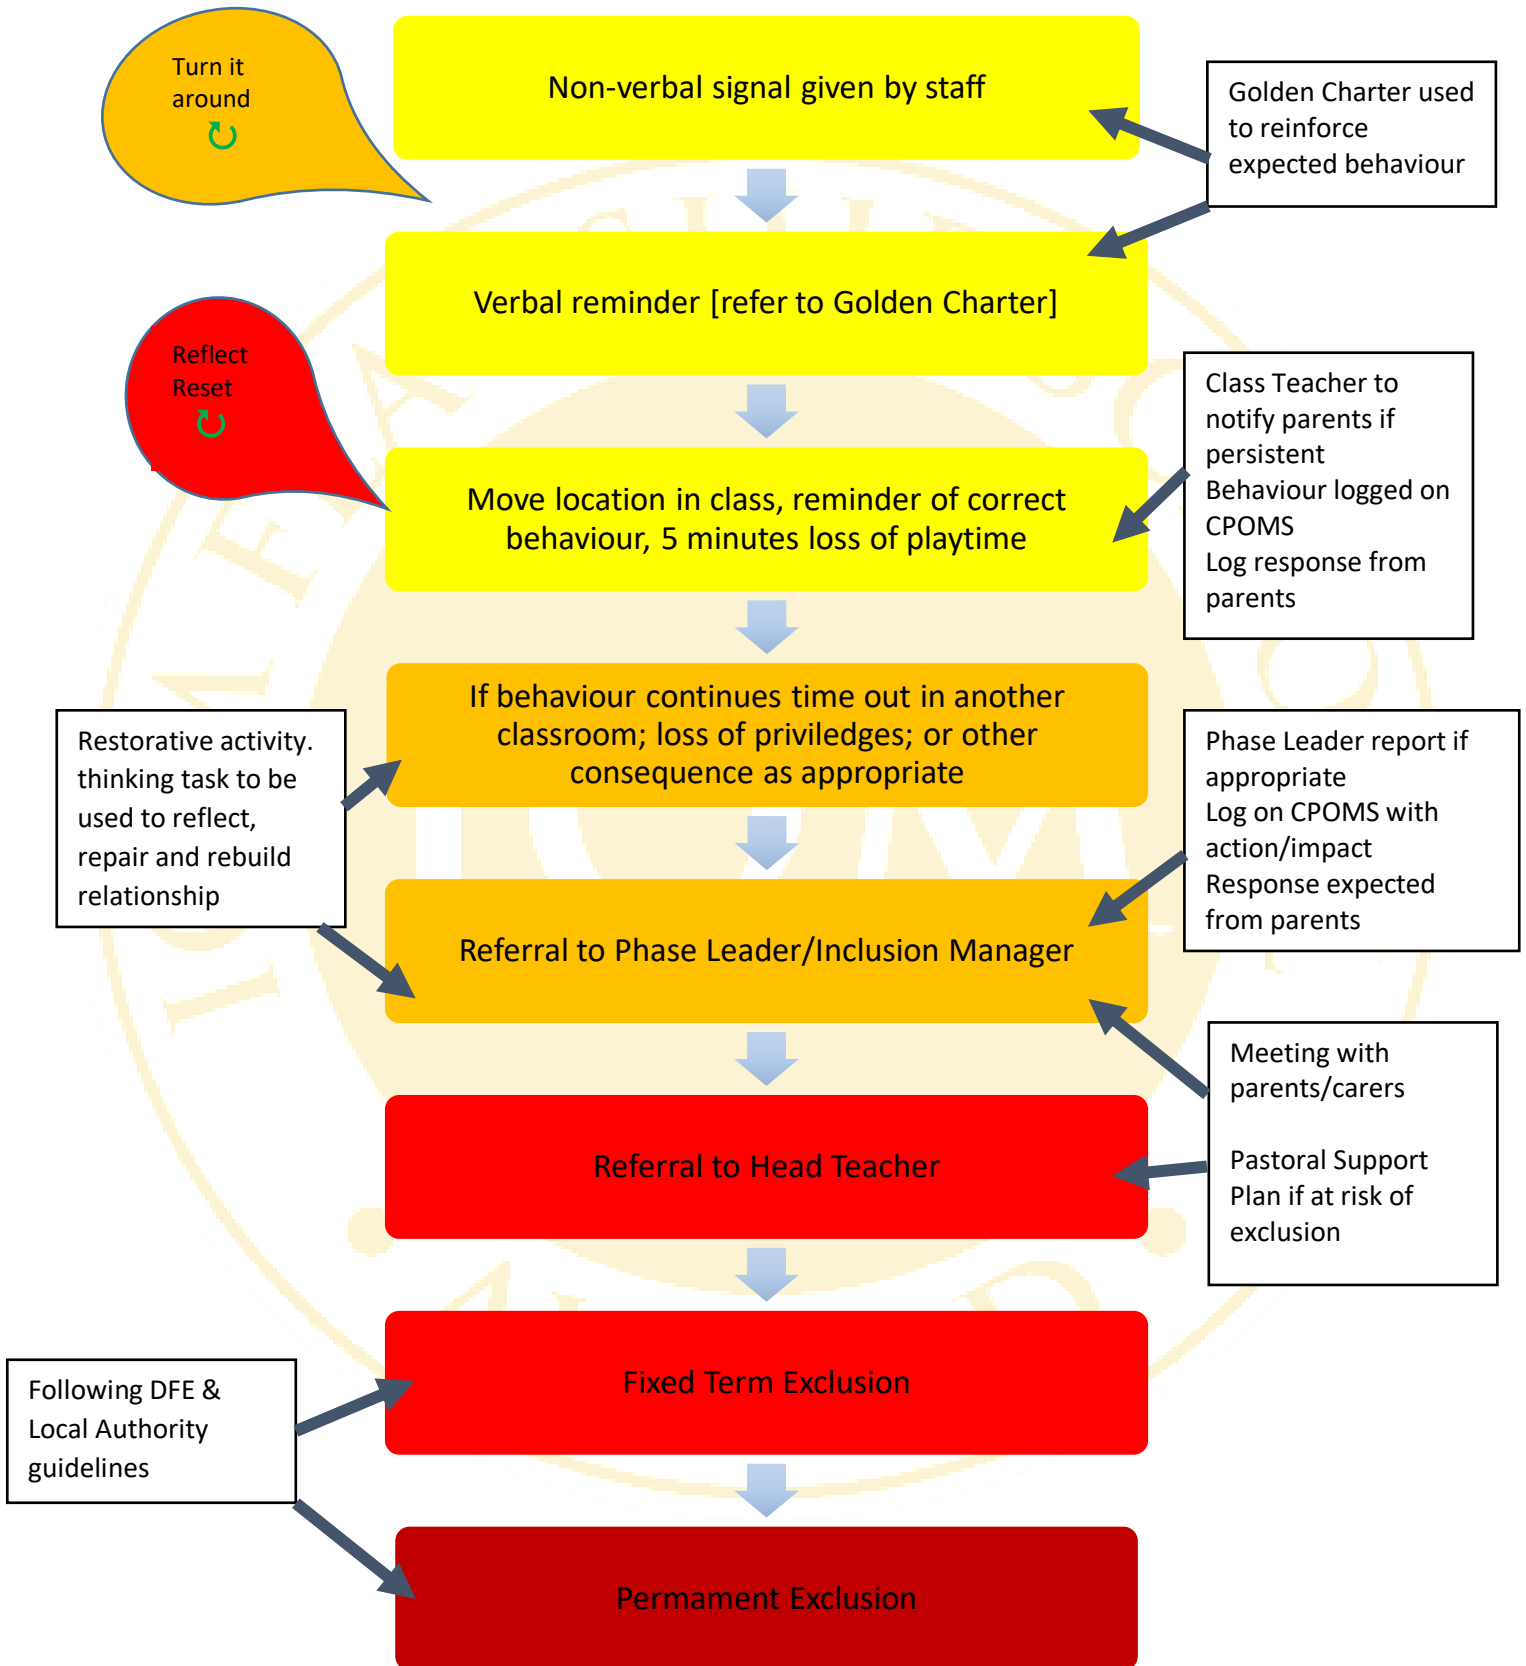 Turn it
around
Non-verbal signal given by staff
Golden Charter used
to reinforce
expected behaviour
Verbal reminder [refer to Golden Charter]
Reflect
Reset
Class Teacher to
notify parents if
persistent
Behaviour logged on
CPOMS
Log response from
parents
Move location in class, reminder of correct
behaviour, 5 minutes loss of playtime
If behaviour continues time out in another
classroom; loss of priviledges; or other
consequence as appropriate
Restorative activity.
thinking task to be
used to reflect,
repair and rebuild
relationship
Phase Leader report if
appropriate
Log on CPOMS with
action/impact
Response expected
from parents
Referral to Phase Leader/Inclusion Manager
Meeting with
parents/carers
Pastoral Support
Plan if at risk of
exclusion
Referral to Head Teacher
Fixed Term Exclusion
Following DFE &
Local Authority
guidelines
Permament Exclusion